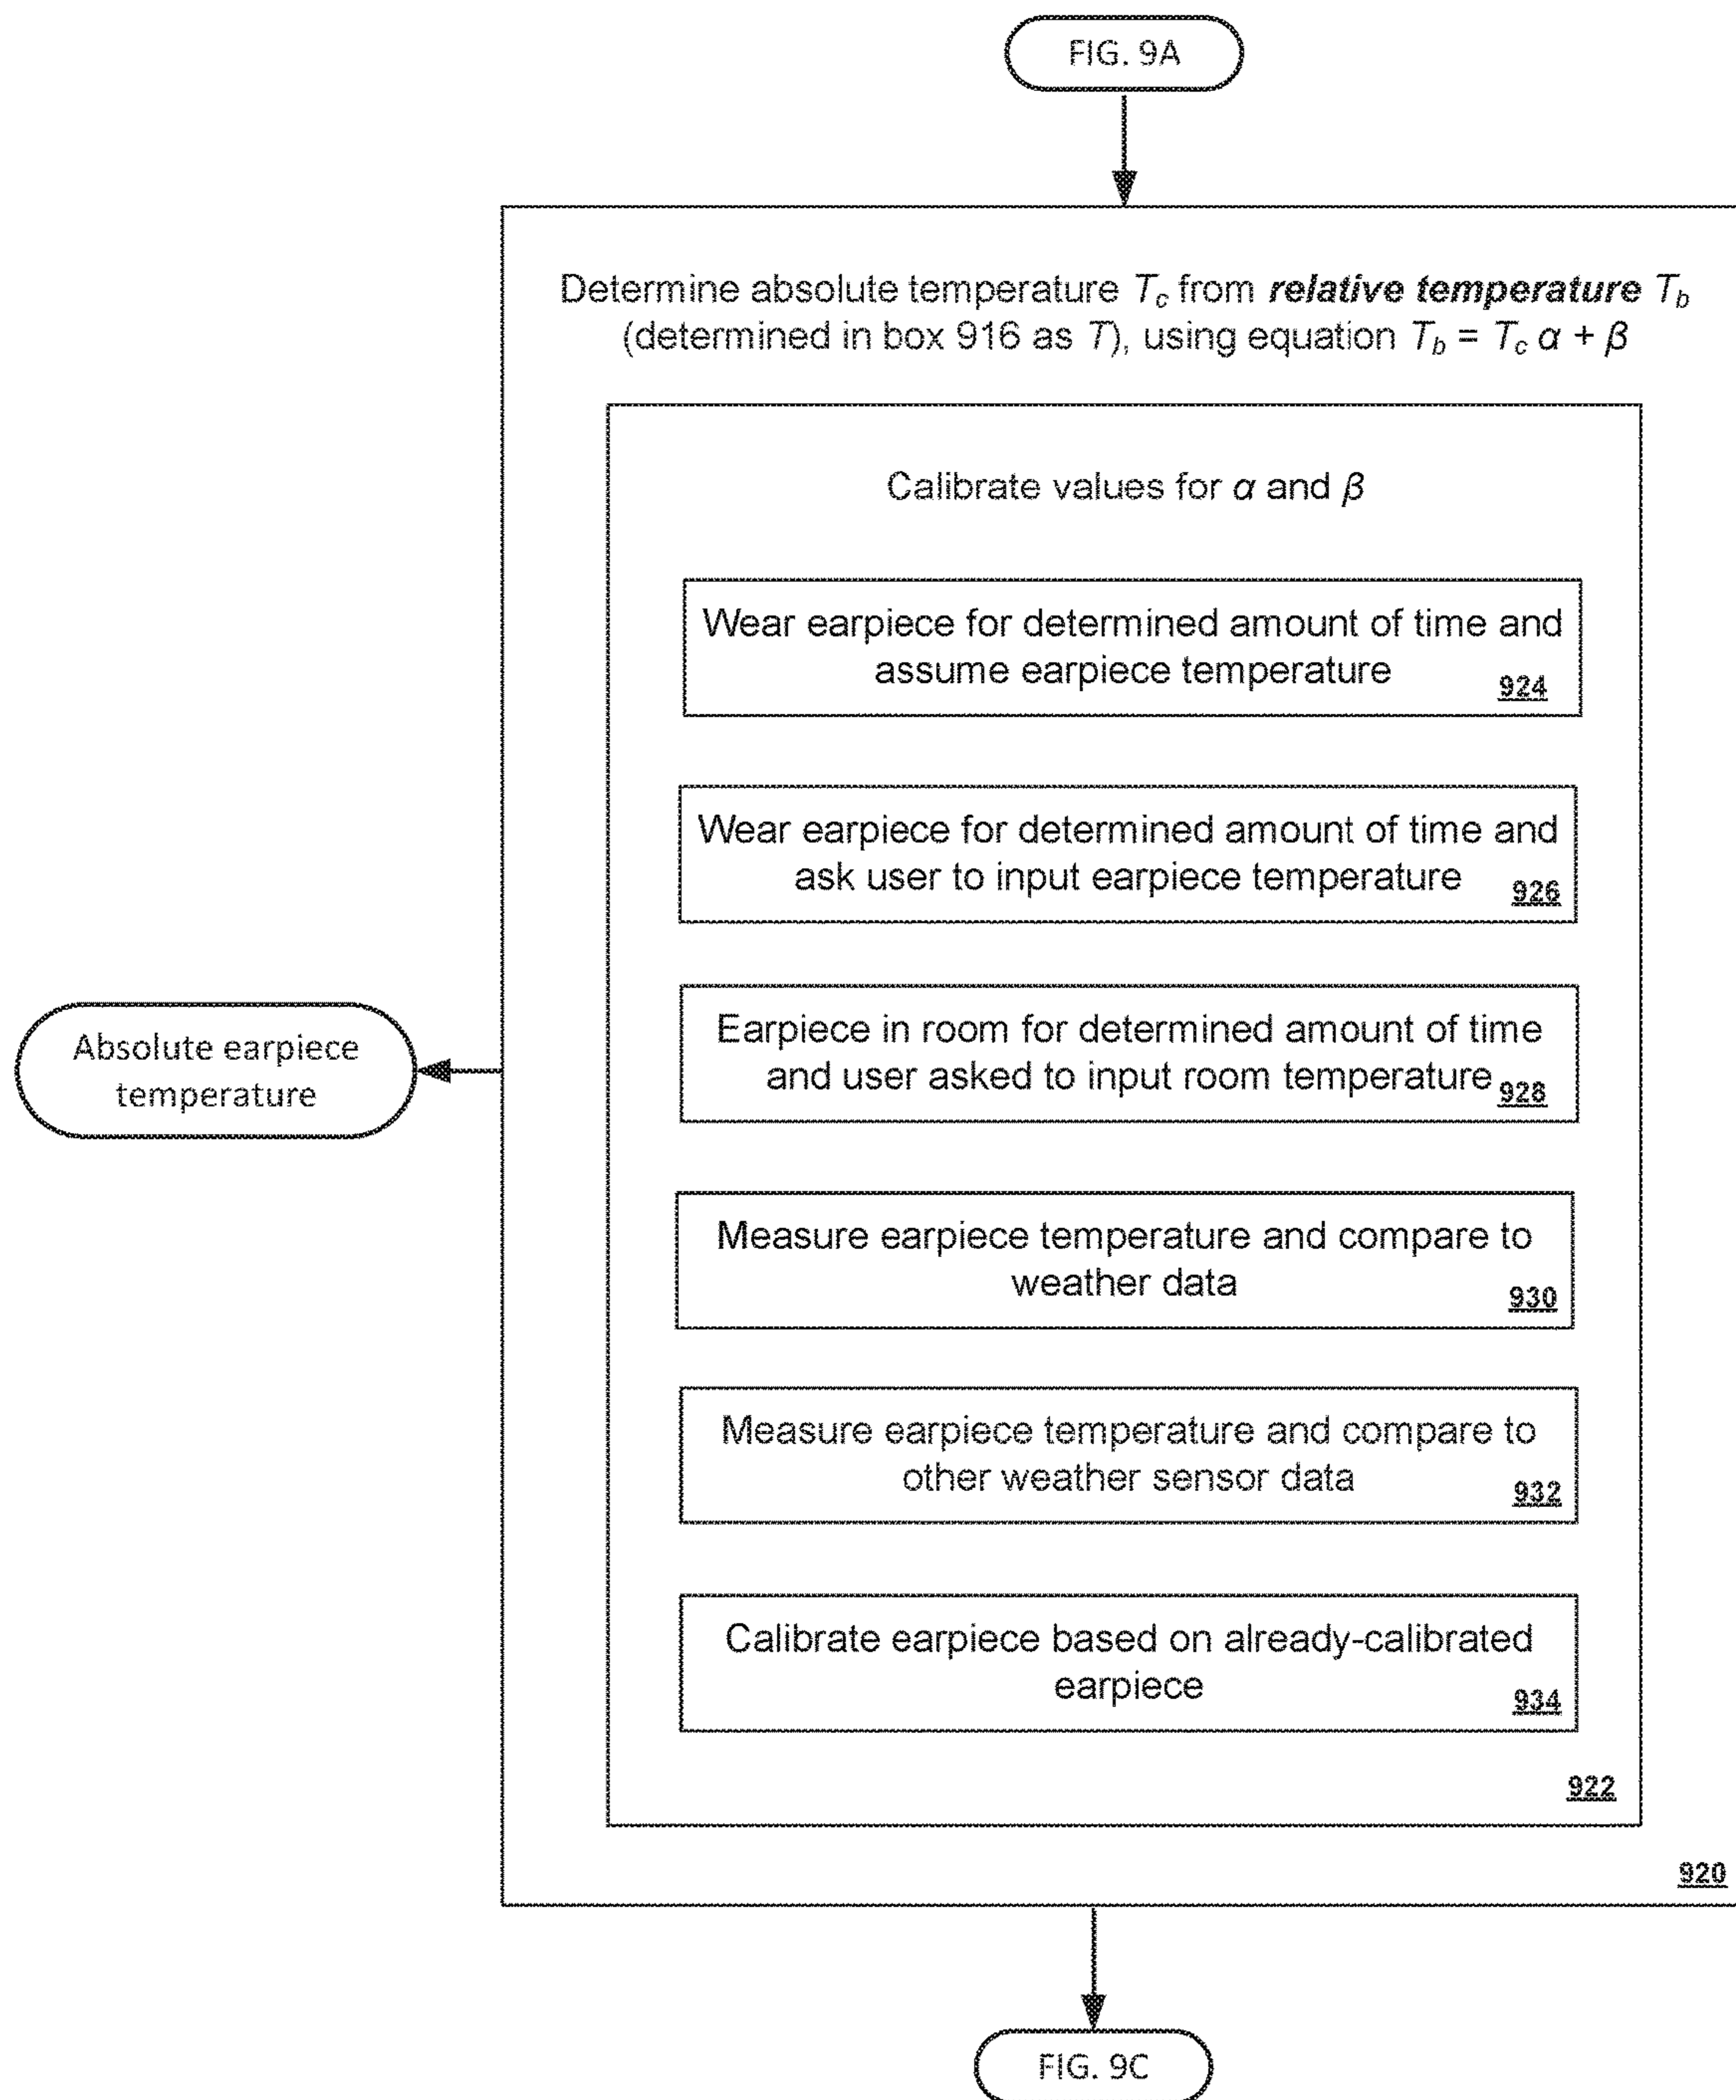 FIG. 9A
Determine absolute temperature Tc from relative temperature Tb
(determined in box 916 as T), using equation Tb = Tc α + β
Calibrate values for α and β
Wear earpiece for determined amount of time and
assume earpiece temperature
924
Wear earpiece for determined amount of time and
ask user to input earpiece temperature
926
Earpiece in room for determined amount of time
and user asked to input room temperature
928
Absolute earpiece
temperature
Measure earpiece temperature and compare to
weather data
930
Measure earpiece temperature and compare to
other weather sensor data
932
Calibrate earpiece based on already-calibrated
earpiece
934
922
920
FIG. 9C